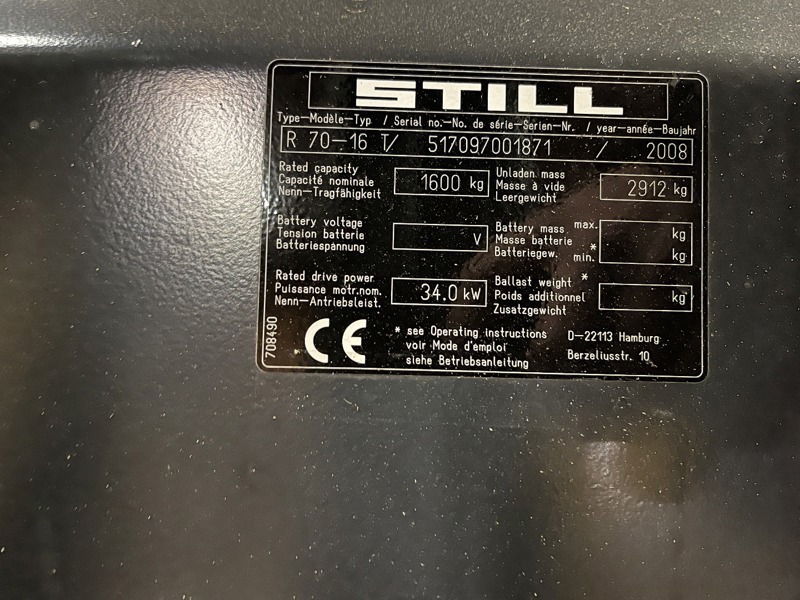 STILL
Type-Modèle-Typ / Serial no.-No. de série-Serien-Nr. / year-année-Baujahr
R 70-16 T/ 517097001871 / 2008
Rated capacity
Capacité nominale
Nenn-Tragfähigkeit
1600 kg
Unladen mass
Masse à vide
Leergewicht
2912 kg
Battery voltage
Tension batterie
Batteriespannung
V
Battery mass max.
Masse batterie *
Batteriegew. min.
kg
kg
Rated drive power
Puissance motr.nom.
Nenn-Antriebsleist.
34.0 kW
Ballast weight *
Poids additionnel
Zusatzgewicht
kg
708490
CE
* see Operating instructions
voir Mode d'emploi
siehe Betriebsanleitung
D-22113 Hamburg
Berzeliusstr. 10